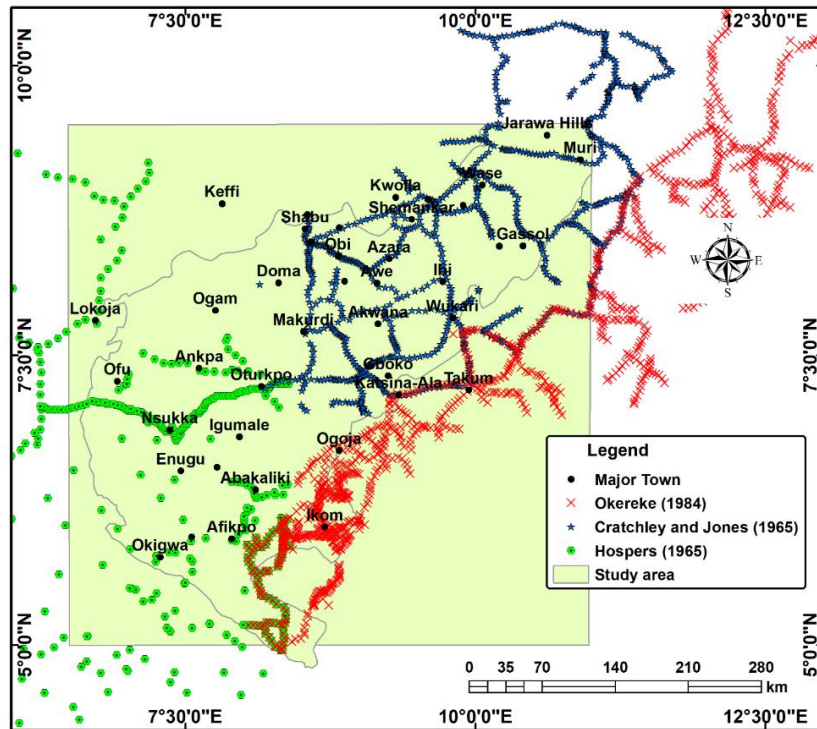 7°30'0"E 10°0'0"E 12°30'0"E
10°0'0"N
10°0'0"N
Jarawa Hills
Muri
Wase
Kwolla
Keffi
Shemankar
Shabu
Gassol
Obi
Azara
Doma
Awe
Ibi
N
W E
S
Ogam
Lokoja
Wukari
Akwana
Makurdi
7°30'0"N
7°30'0"N
Ankpa
Ofu
Gboko
Oturkpo
Katsina-Ala
Takum
Nsukka
Igumale
Ogoja
Enugu
Abakaliki
Ikom
Afikpo
Okigwa
Legend
Major Town
Okereke (1984)
Cratchley and Jones (1965)
Hospers (1965)
Study area
5°0'0"N
5°0'0"N
0 35 70 140 210 280
km
7°30'0"E 10°0'0"E 12°30'0"E